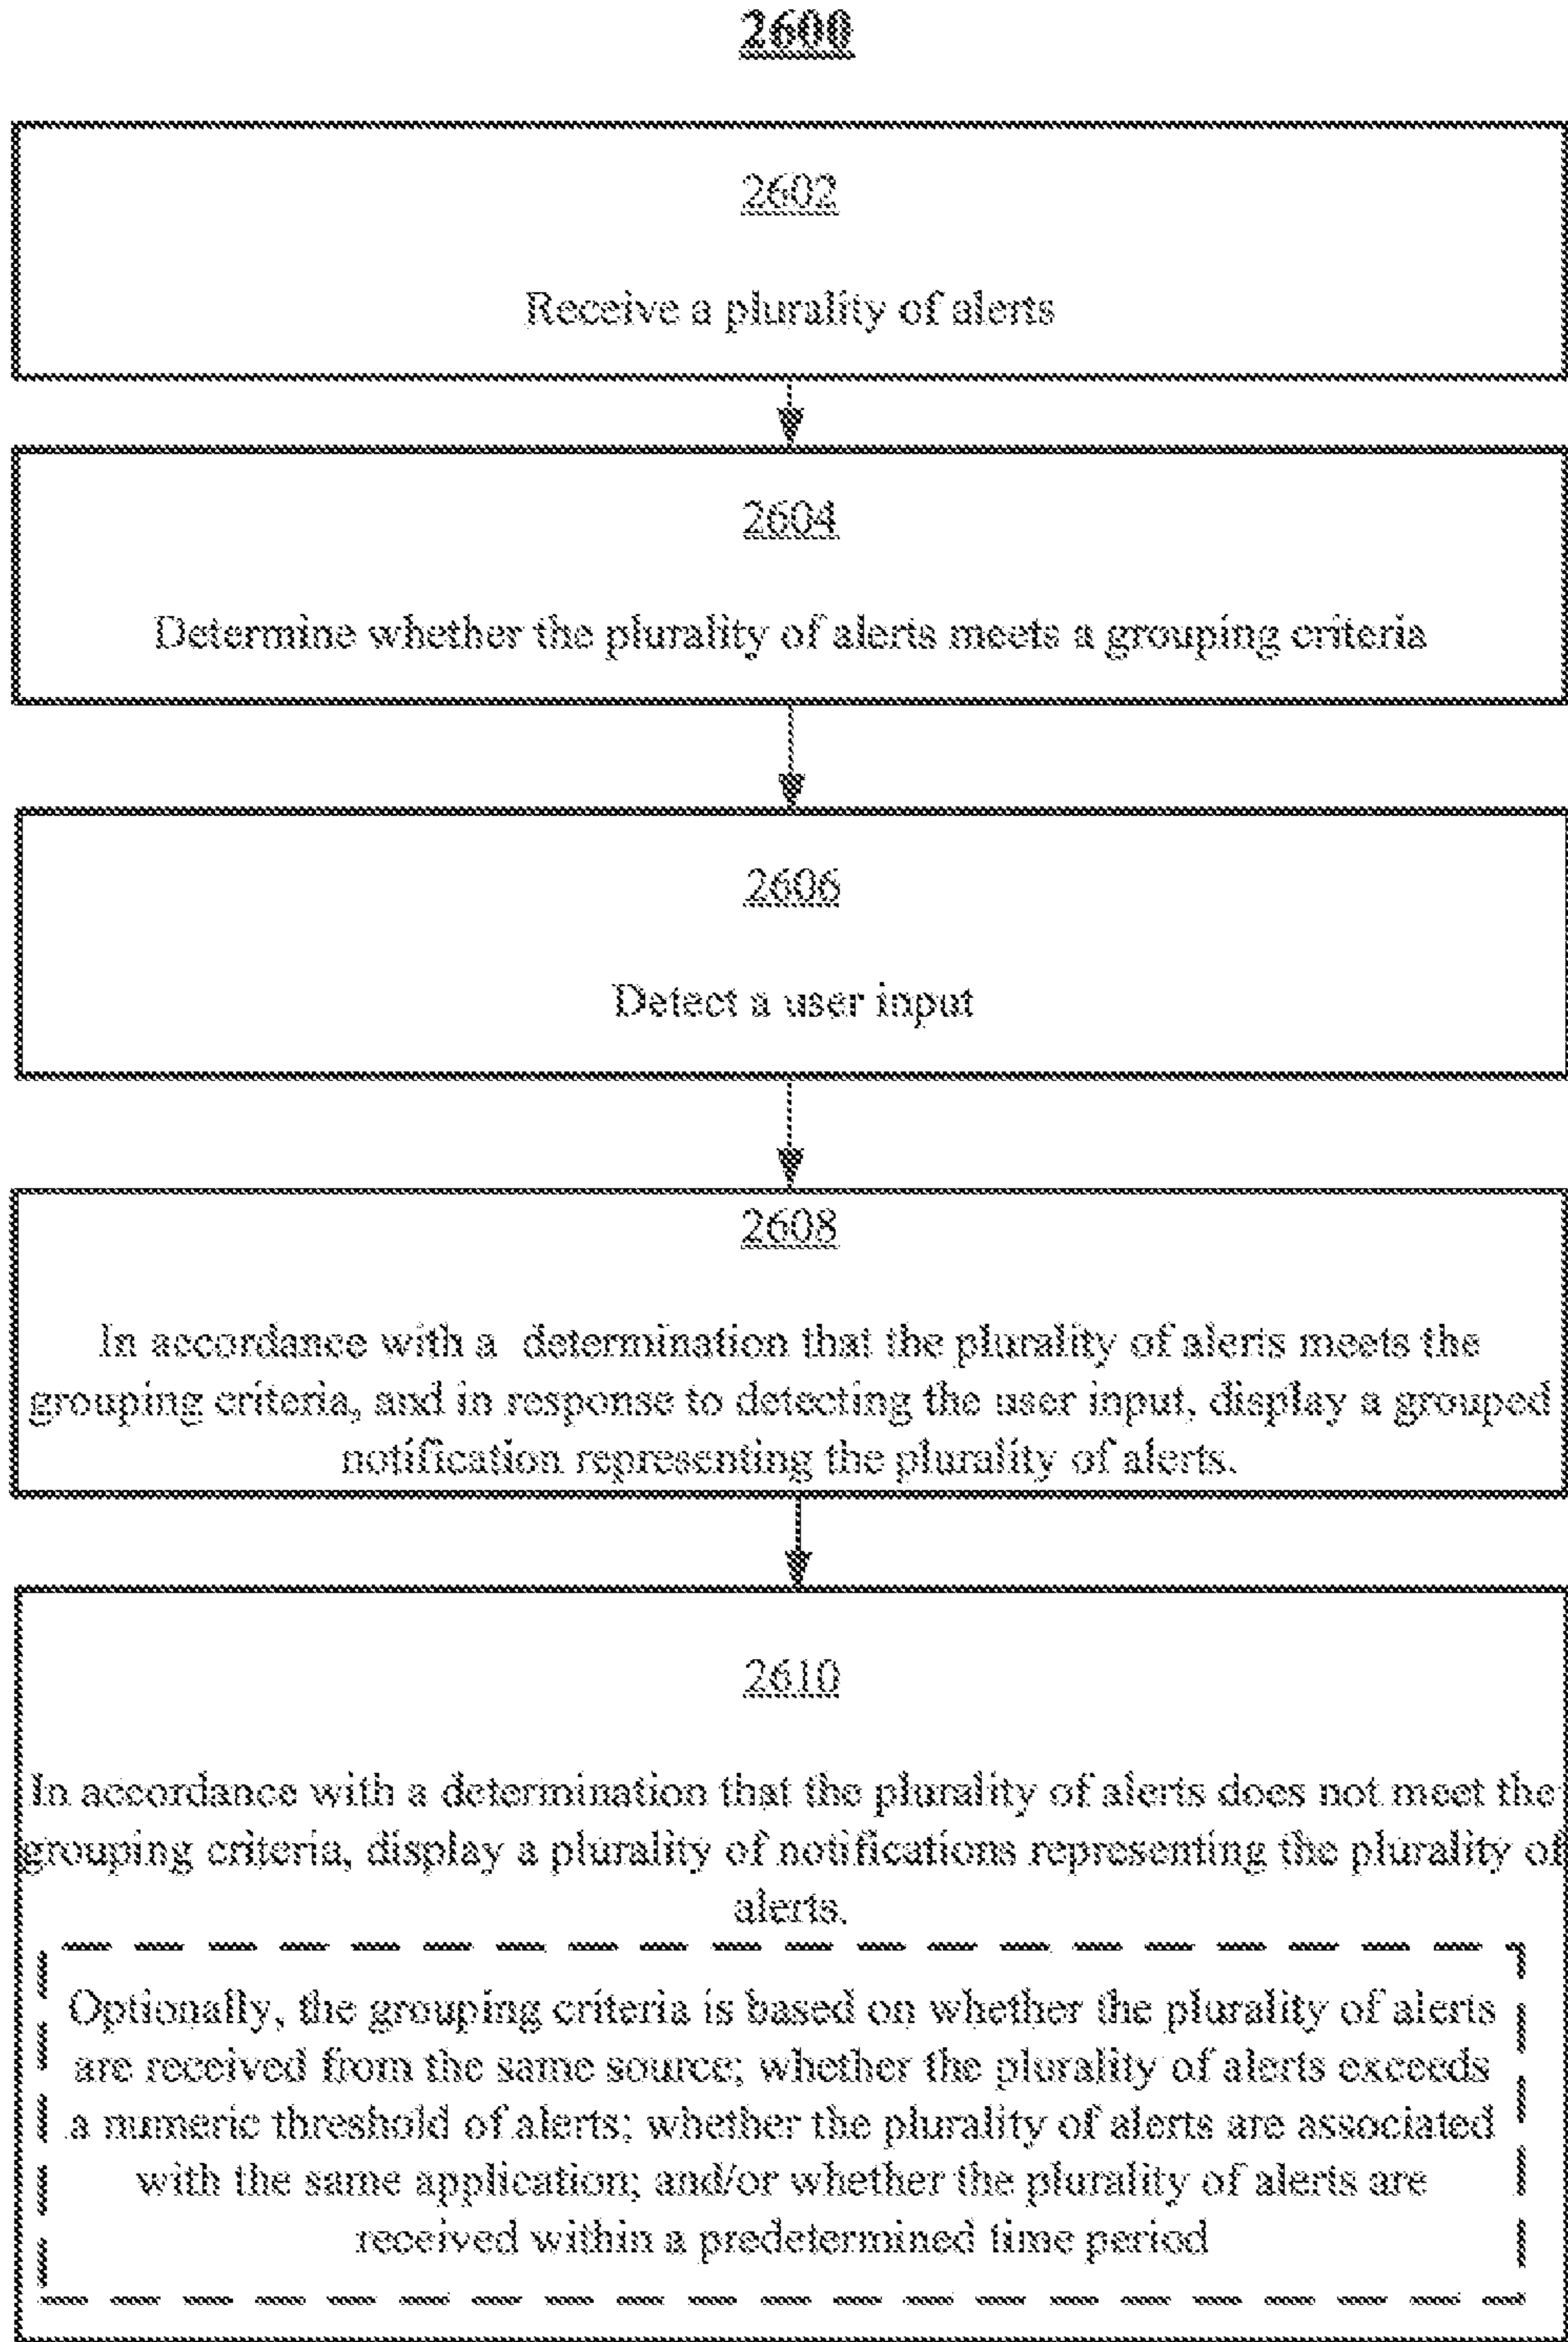 2600
2602
Receive a plurality of alerts
2604
Determine whether the plurality of alerts meets a grouping criteria
2606
Detect a user input
2608
In accordance with a determination that the plurality of alerts meets the
grouping criteria, and in response to detecting the user input, display a grouped
notification representing the plurality of alerts.
2610
In accordance with a determination that the plurality of alerts does not meet the
grouping criteria, display a plurality of notifications representing the plurality of
alerts.
Optionally, the grouping criteria is based on whether the plurality of alerts
are received from the same source; whether the plurality of alerts exceeds
a numeric threshold of alerts; whether the plurality of alerts are associated
with the same application; and/or whether the plurality of alerts are
received within a predetermined time period